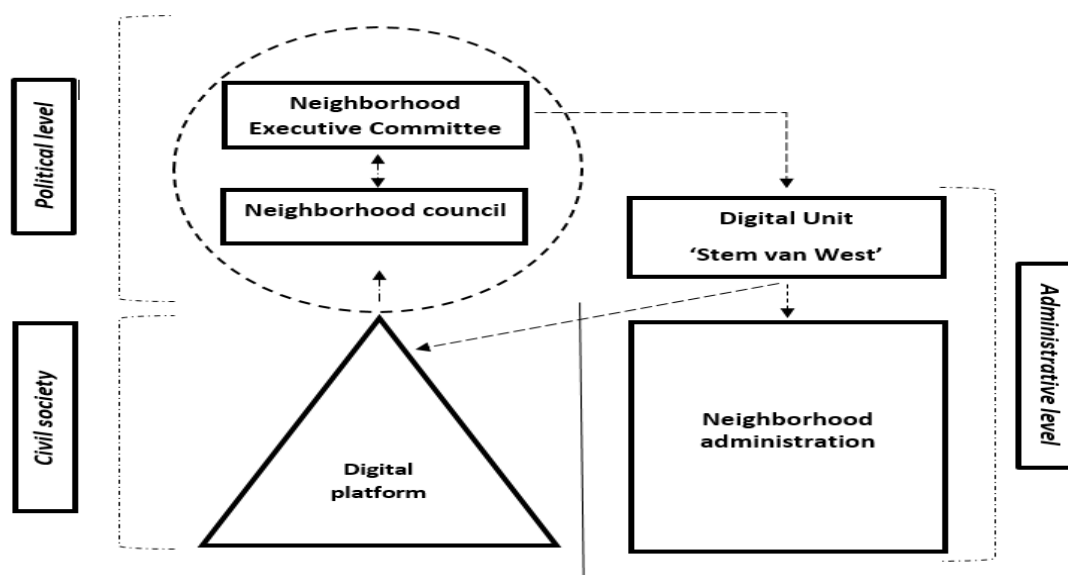 Political level
Neighborhood
Executive Committee
Neighborhood council
Digital Unit
‘Stem van West’
Administrative level
Civil society
Digital
platform
Neighborhood
administration